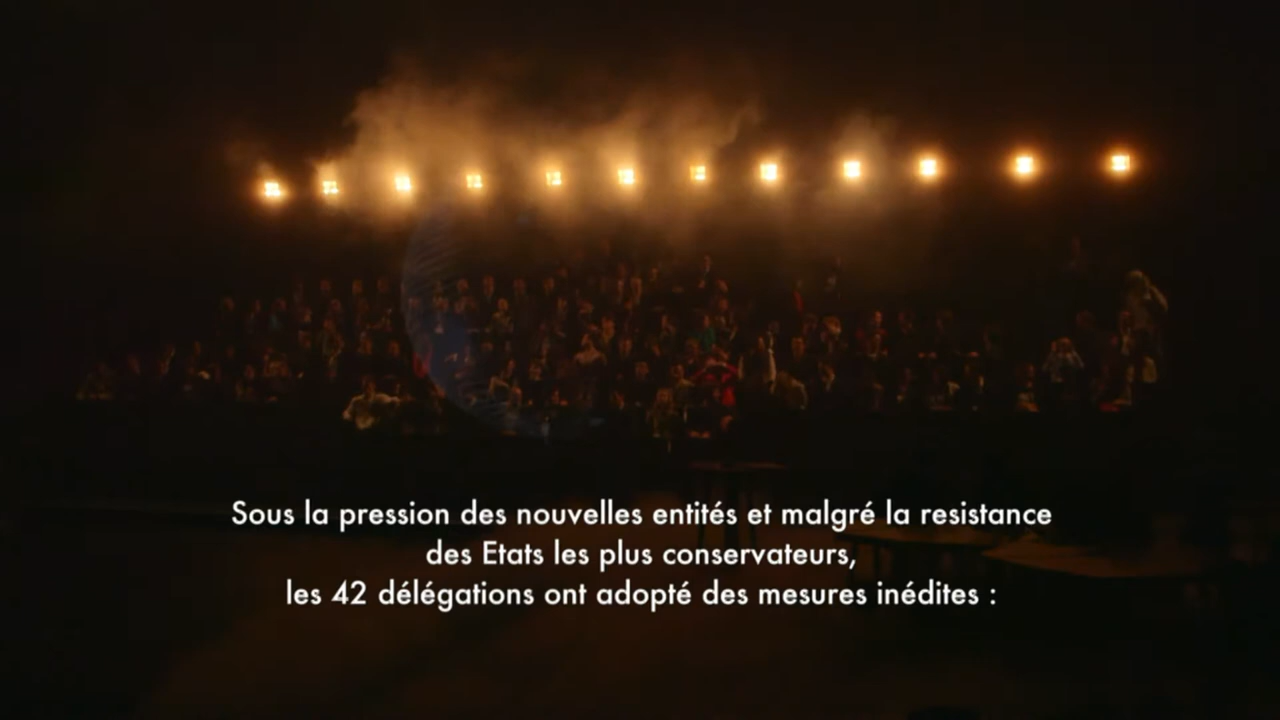 Sous la pression des nouvelles entités et malgré la resistance
des Etats les plus conservateurs,
les 42 délégations ont adopté des mesures inédites :